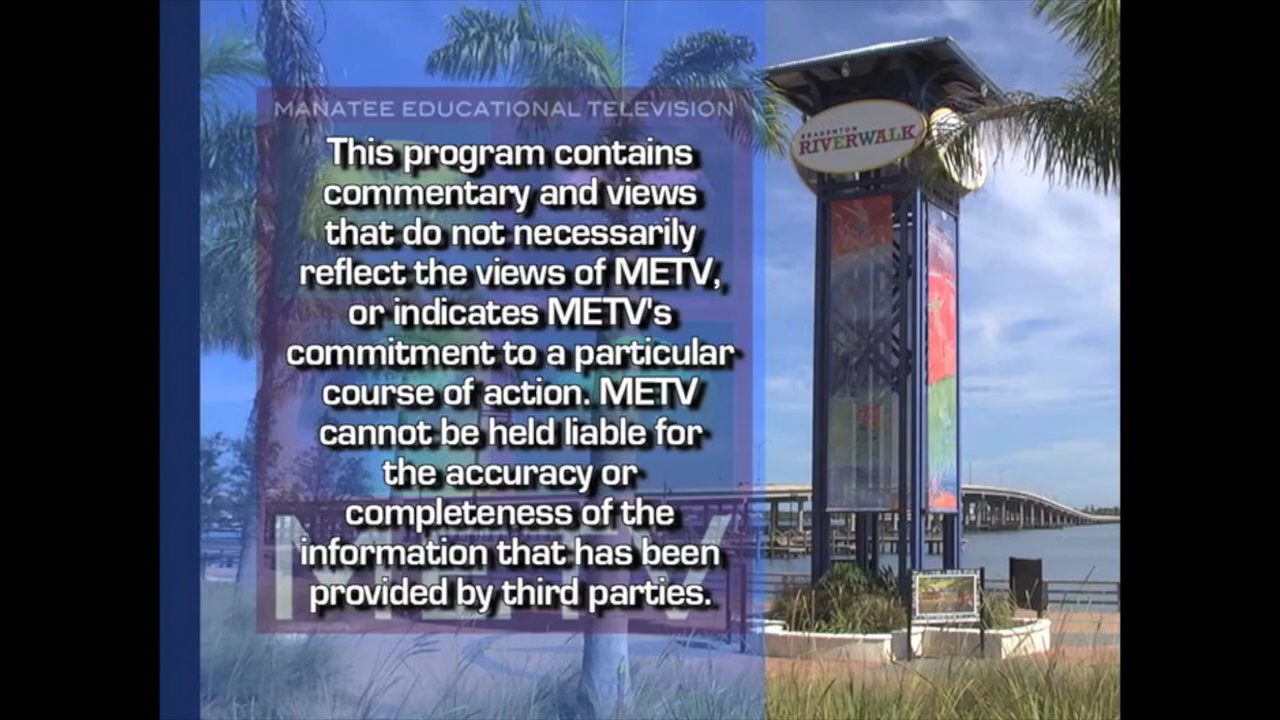 MANATEE EDUCATIONAL TELEVISION
This program contains
commentary and views
that do not necessarily
reflect the views of METV,
or indicates METV's
commitment to a particular
course of action. METV
cannot be held liable for
the accuracy or
completeness of the
information that has been
provided by third parties.
METV
BRADENTON
RIVERWALK